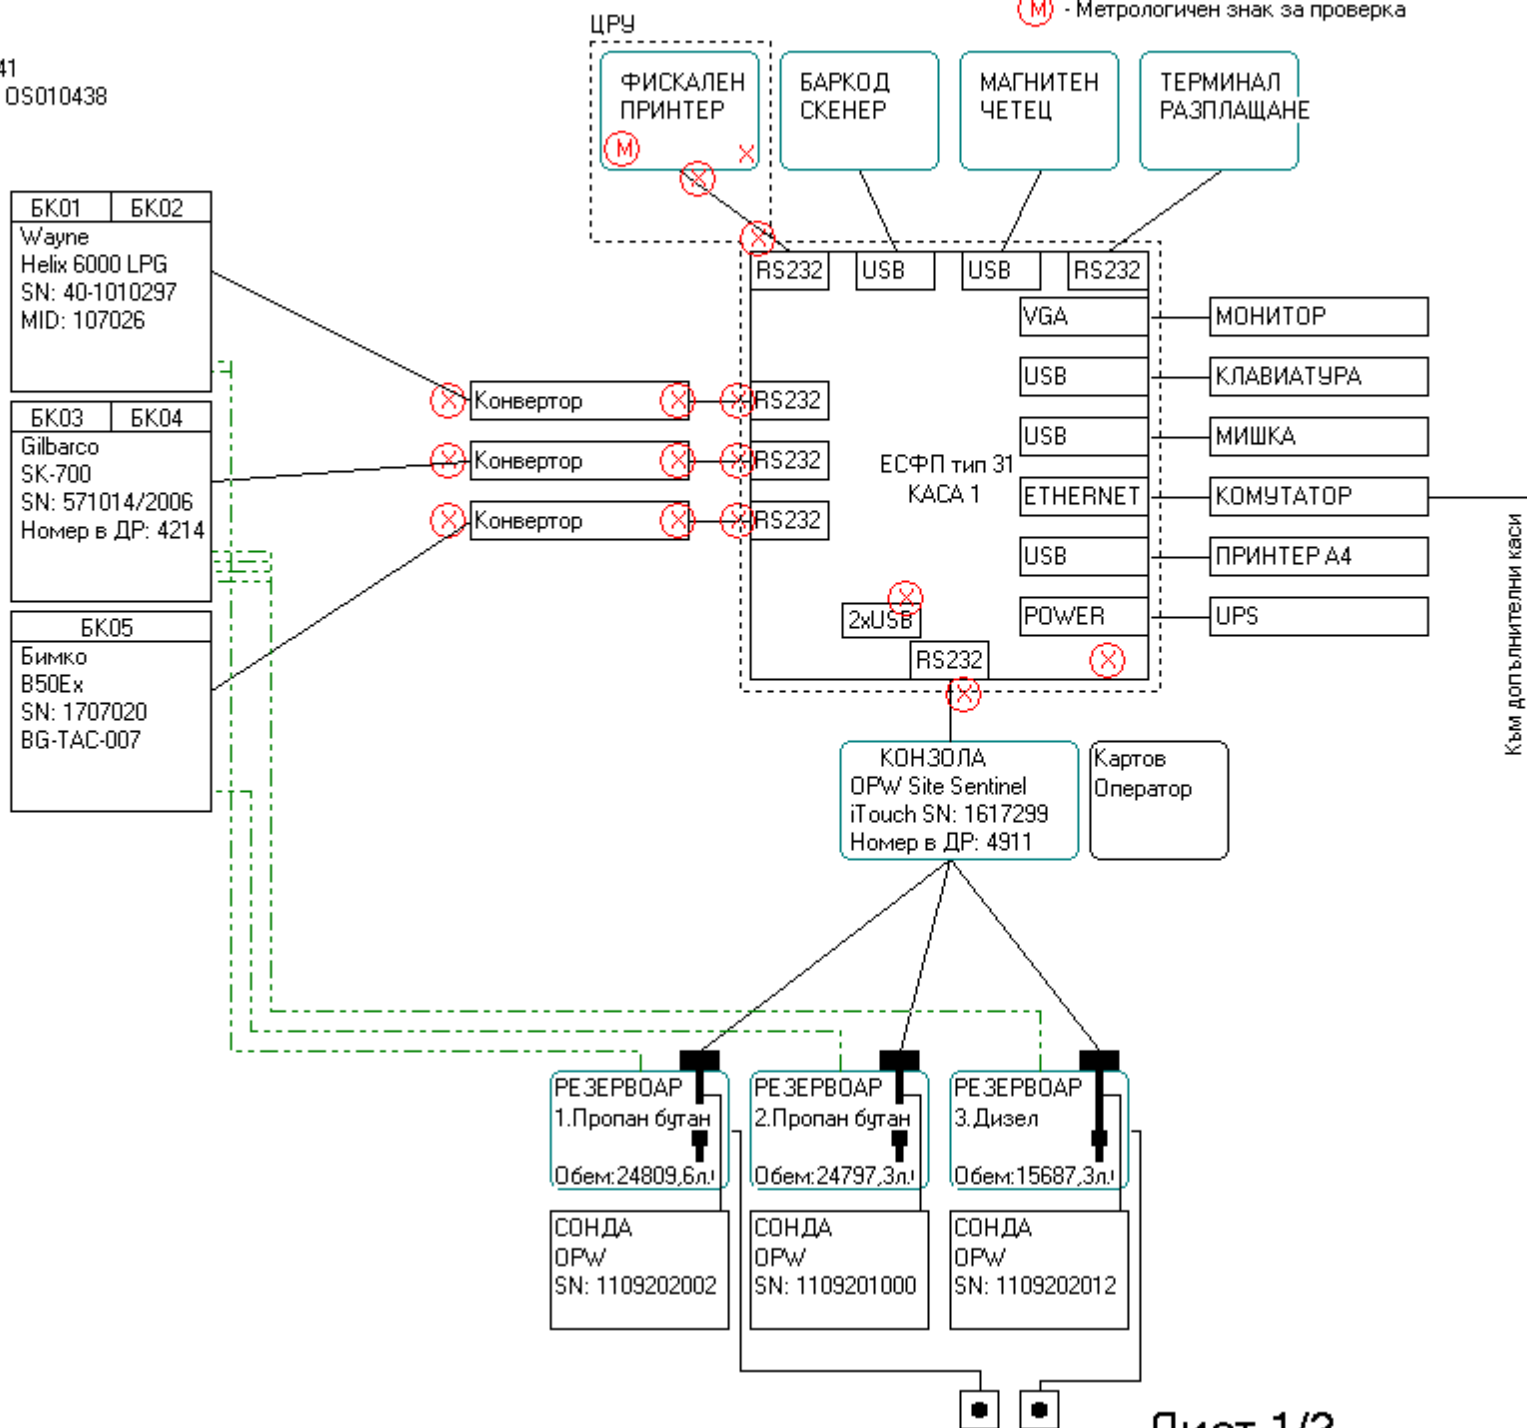 ЦРУ
М - Метрологичен знак за проверка
41
OS010438
ФИСКАЛЕН
ПРИНТЕР
М X
X
БАРКОД
СКЕНЕР
МАГНИТЕН
ЧЕТЕЦ
ТЕРМИНАЛ
РАЗПЛАЩАНЕ
X
RS232
USB
USB
RS232
БК01 БК02
Wayne
Helix 6000 LPG
SN: 40-1010297
MID: 107026
БК03 БК04
Gilbarco
SK-700
SN: 571014/2006
Номер в ДР: 4214
БК05
Бимко
B50Ex
SN: 1707020
BG-TAC-007
X Конвертор X X RS232
X Конвертор X X RS232
X Конвертор X X RS232
ЕСФП тип 31
КАСА 1
VGA МОНИТОР
USB КЛАВИАТУРА
USB МИШКА
ETHERNET КОМУТАТОР
USB ПРИНТЕР А4
POWER UPS
Към допълнителни каси
X
2xUSB
RS232
X
X
КОНЗОЛА
OPW Site Sentinel
iTouch SN: 1617299
Номер в ДР: 4911
Картов
Оператор
РЕЗЕРВОАР
1.Пропан бутан
Обем:24809,6л.
РЕЗЕРВОАР
2.Пропан бутан
Обем:24797,3л.
РЕЗЕРВОАР
3.Дизел
Обем:15687,3л.
СОНДА
OPW
SN: 1109202002
СОНДА
OPW
SN: 1109201000
СОНДА
OPW
SN: 1109202012
Лист 1/2